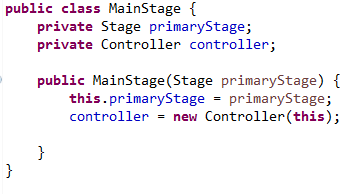 public class MainStage {
    private Stage primaryStage;
    private Controller controller;

    public MainStage(Stage primaryStage) {
        this.primaryStage = primaryStage;
        controller = new Controller(this);

    }
}